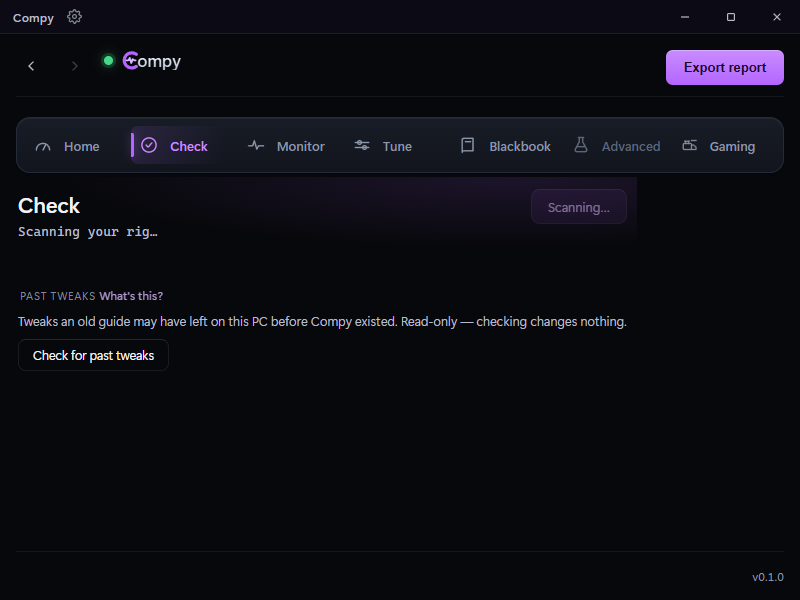 Compy
Compy
Export report
Home
Check
Monitor
Tune
Blackbook
Advanced
Gaming
Check
Scanning...
Scanning your rig…
PAST TWEAKS What's this?
Tweaks an old guide may have left on this PC before Compy existed. Read-only — checking changes nothing.
Check for past tweaks
v0.1.0